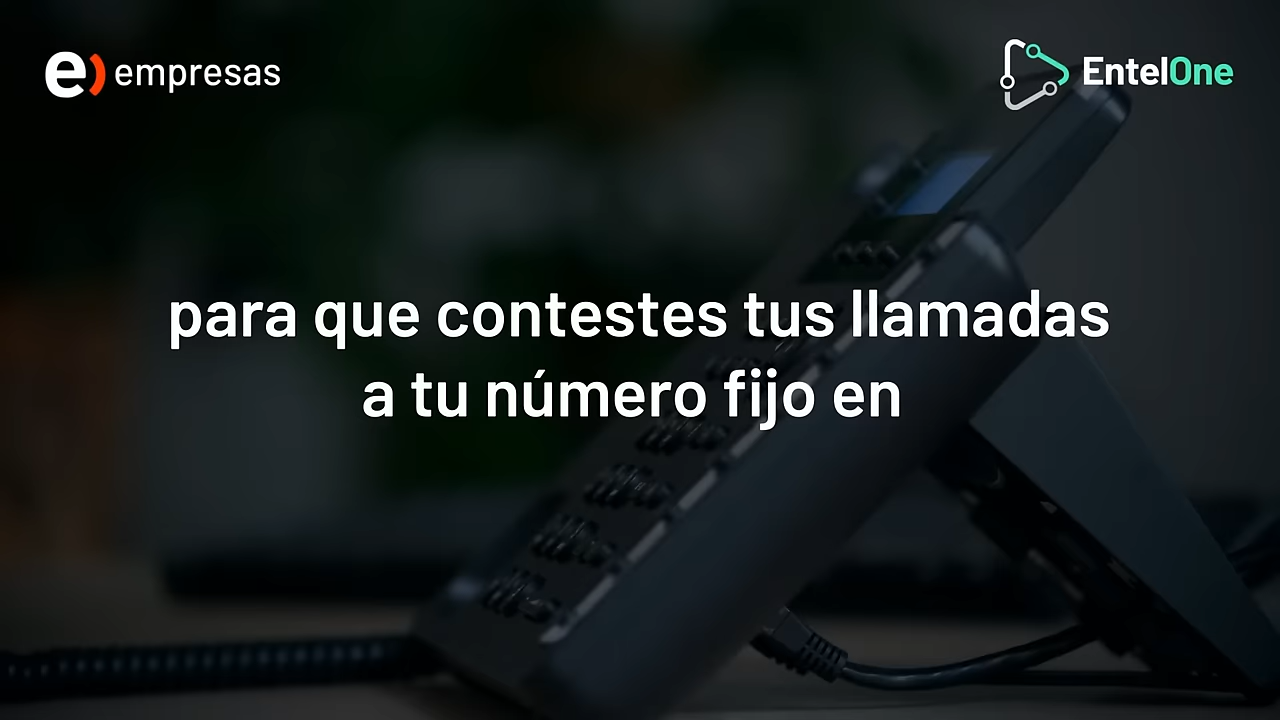 e) empresas
EntelOne
para que contestes tus llamadas
a tu número fijo en